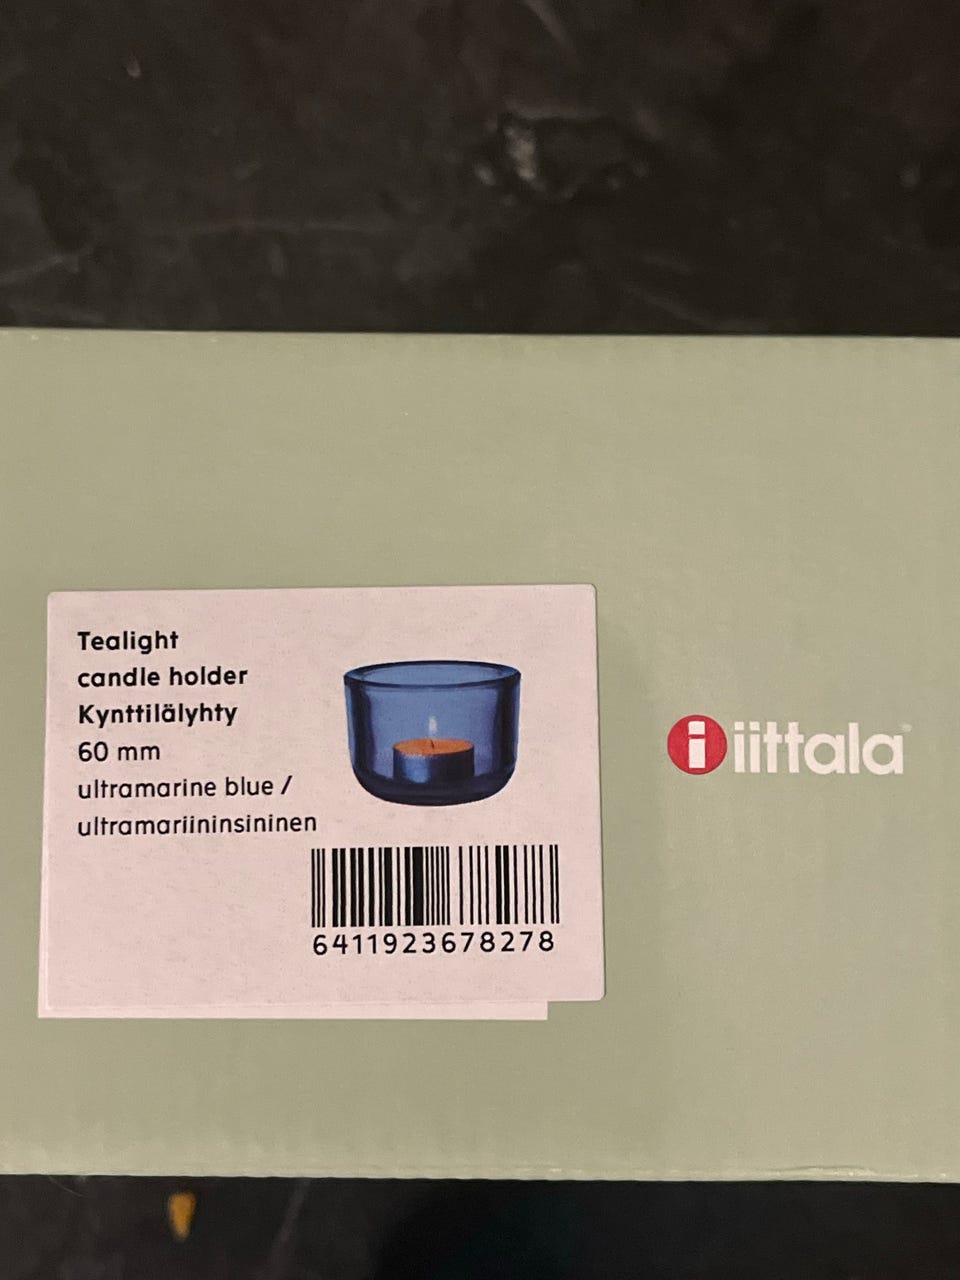 Tealight
candle holder
Kynttilälyhty
60 mm
ultramarine blue /
ultramariininsininen
6411923678278
i iittala